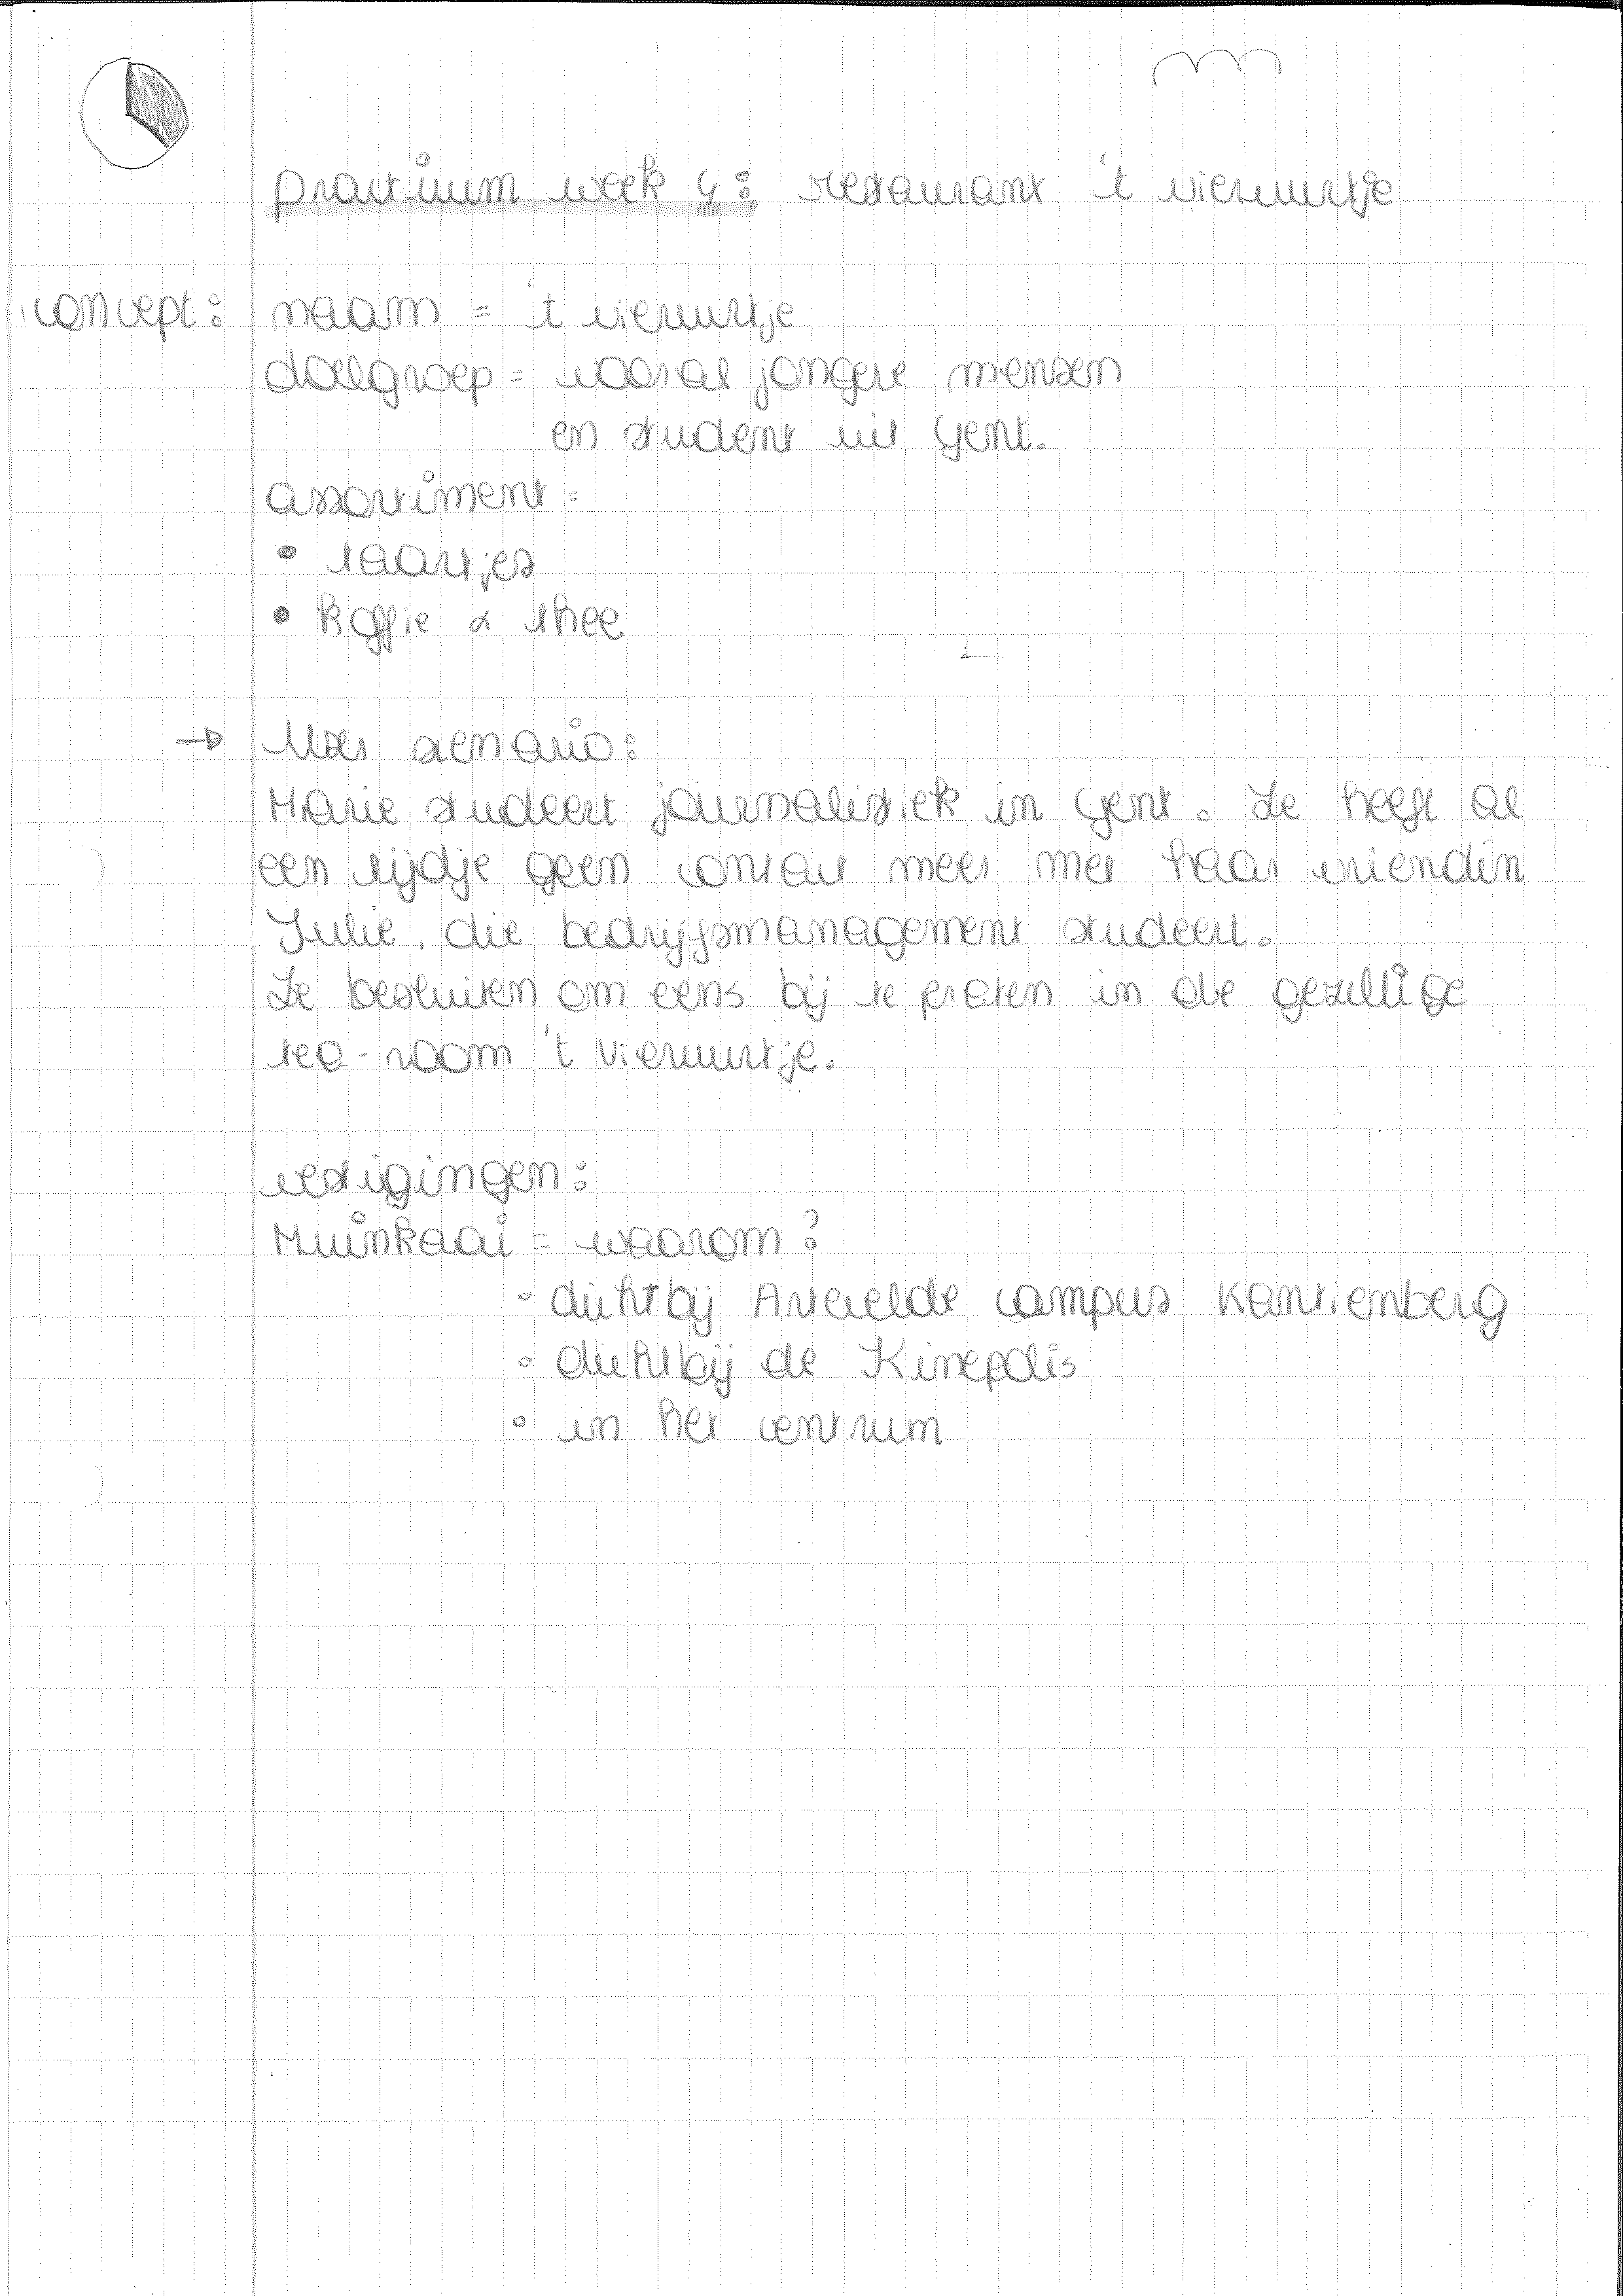 practicum week 4: restaurant 't vieruurtje
concept: naam = 't vieruurtje
doelgroep = vooral jongere mensen
en student uit Gent.
assortiment =
• taartjes
• koffie & thee
→ User scenario:
Marie studeert journalistiek in Gent. Ze heeft al
een tijdje geen contact meer met haar vriendin
Julie, die bedrijfsmanagement studeert.
Ze besluiten om eens bij te praten in de gezellige
tea-room 't Vieruurtje.
vestigingen:
Muinkaai = waarom?
• dichtbij Artevelde campus Kantienberg
• dichtbij de Kinepolis
• in het centrum